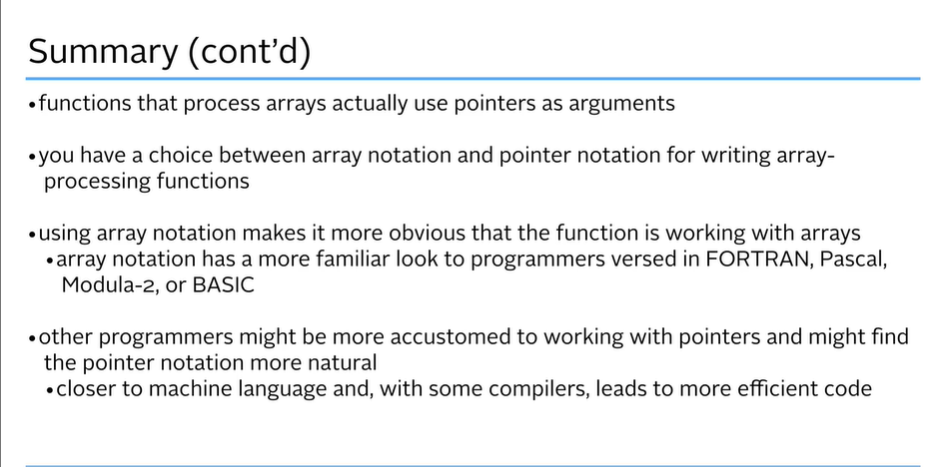 Summary (cont’d)
•functions that process arrays actually use pointers as arguments
•you have a choice between array notation and pointer notation for writing array-
processing functions
•using array notation makes it more obvious that the function is working with arrays
•array notation has a more familiar look to programmers versed in FORTRAN, Pascal,
Modula-2, or BASIC
•other programmers might be more accustomed to working with pointers and might find
the pointer notation more natural
•closer to machine language and, with some compilers, leads to more efficient code